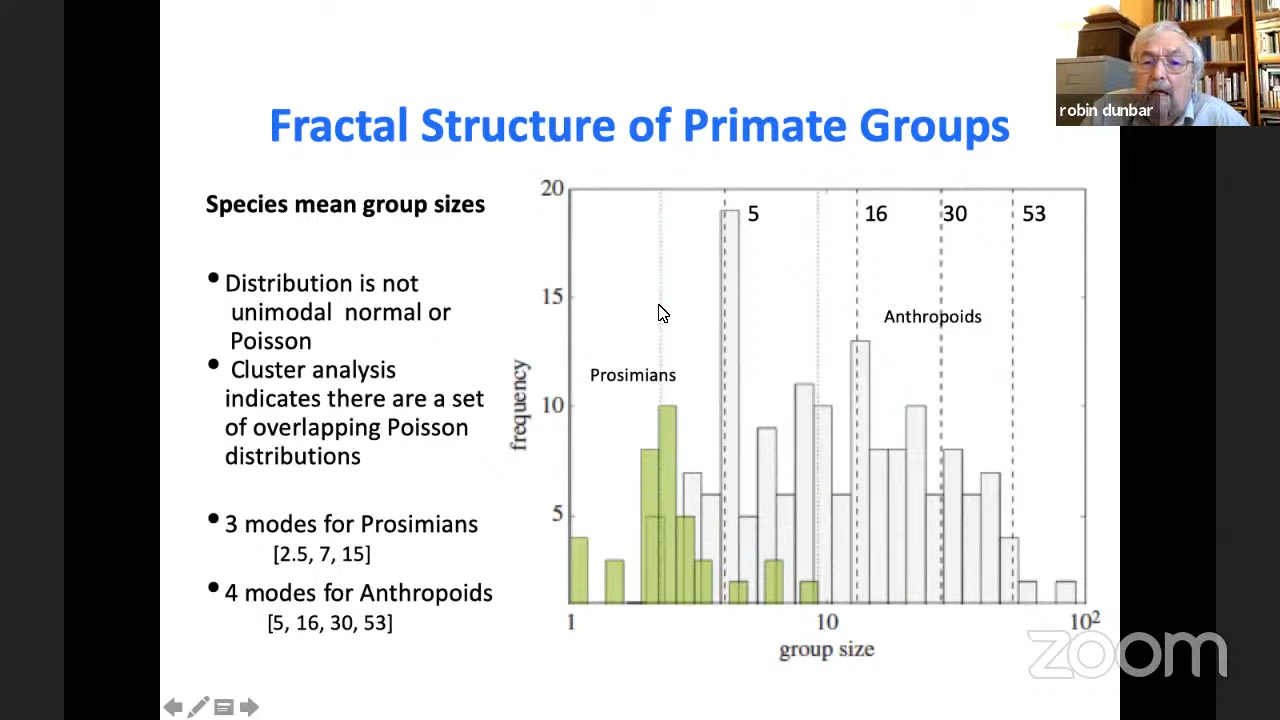 robin dunbar
Fractal Structure of Primate Groups
Species mean group sizes
• Distribution is not
unimodal normal or
Poisson
• Cluster analysis
indicates there are a set
of overlapping Poisson
distributions
• 3 modes for Prosimians
[2.5, 7, 15]
• 4 modes for Anthropoids
[5, 16, 30, 53]
20
15
10
5
frequency
5
16
30
53
Anthropoids
Prosimians
1
10
10²
group size
zoom